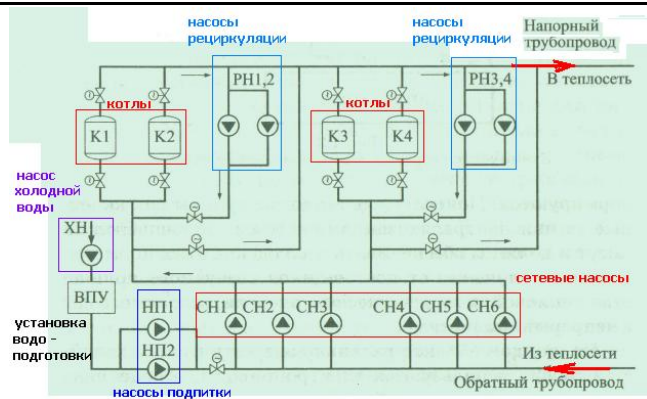 насосы
рециркуляции
насосы
рециркуляции
Напорный
трубопровод
В теплосеть
РН1,2
РН3,4
котлы
котлы
К1
К2
К3
К4
насос
холодной
воды
ХН
ВПУ
сетевые насосы
установка
водо -
подготовки
НП1
НП2
СН1
СН2
СН3
СН4
СН5
СН6
насосы подпитки
Из теплосети
Обратный трубопровод